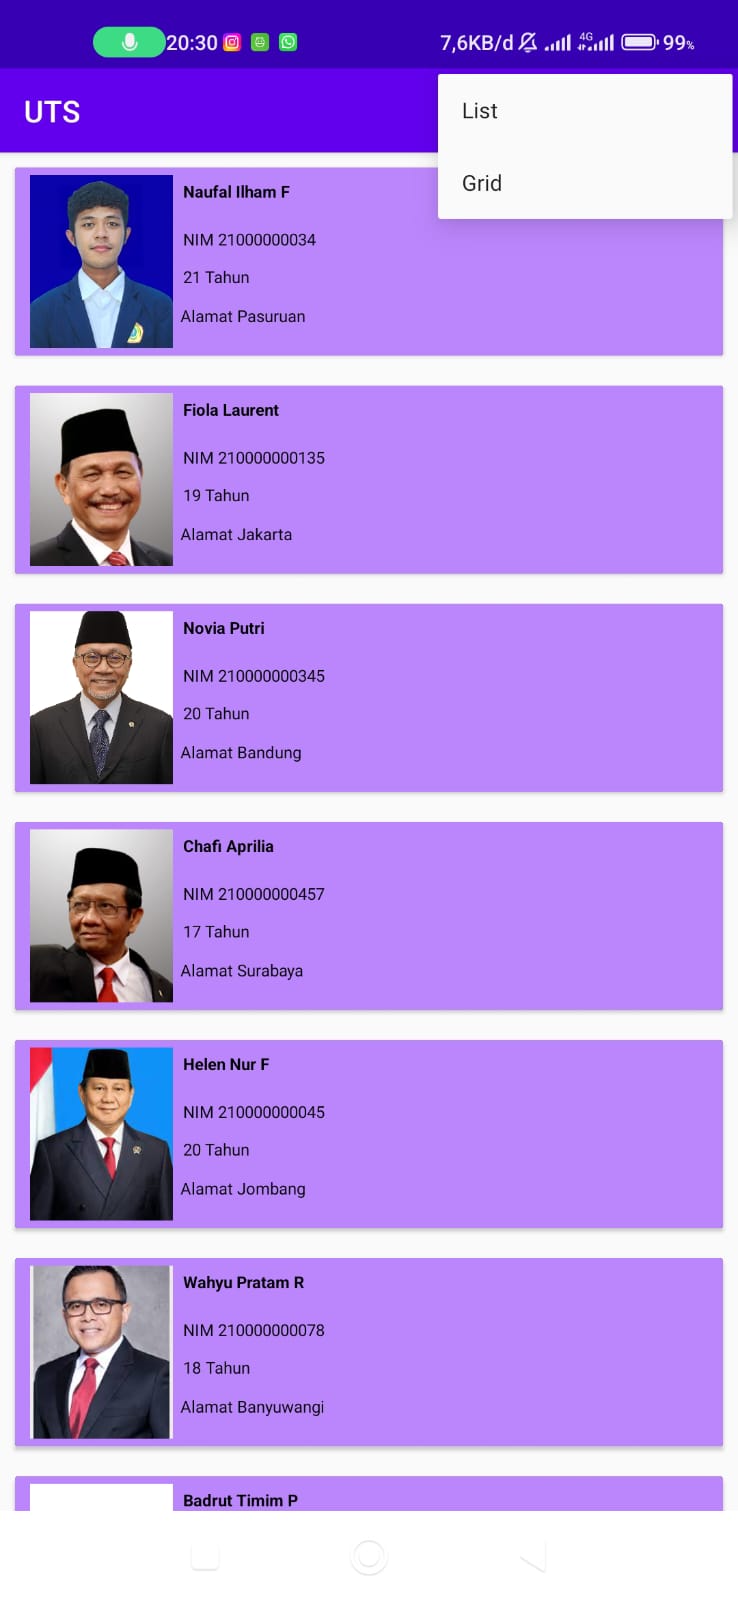 20:30
7,6KB/d 4G 99%
UTS
List
Grid
Naufal Ilham F
NIM 21000000034
21 Tahun
Alamat Pasuruan
Fiola Laurent
NIM 210000000135
19 Tahun
Alamat Jakarta
Novia Putri
NIM 210000000345
20 Tahun
Alamat Bandung
Chafi Aprilia
NIM 210000000457
17 Tahun
Alamat Surabaya
Helen Nur F
NIM 210000000045
20 Tahun
Alamat Jombang
Wahyu Pratam R
NIM 210000000078
18 Tahun
Alamat Banyuwangi
Badrut Timim P